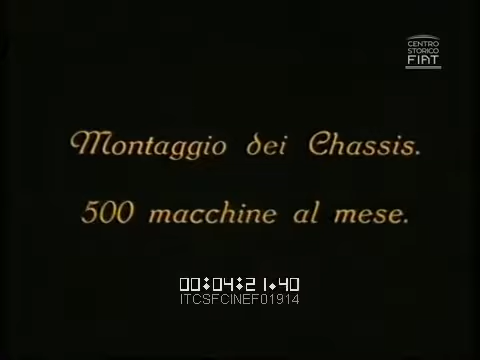 CENTRO
STORICO
FIAT
Montaggio dei Chassis.
500 macchine al mese.
00:04:21.40
ITCSFCINEF01914